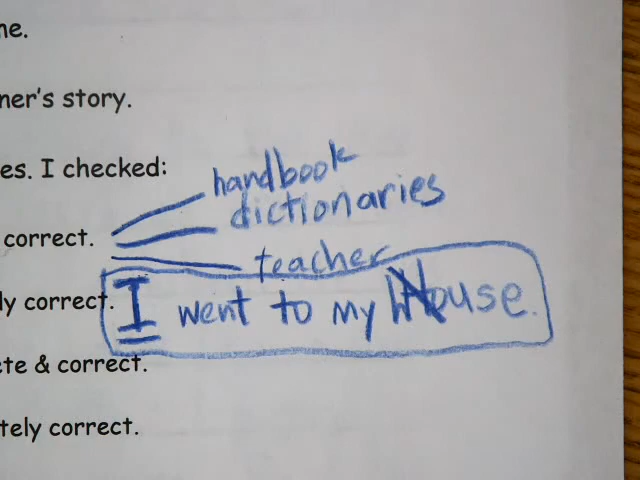 ne.
ner's story.
es. I checked:
handbook
dictionaries
correct.
teacher
ly correct.
I went to my house.
te & correct.
tely correct.